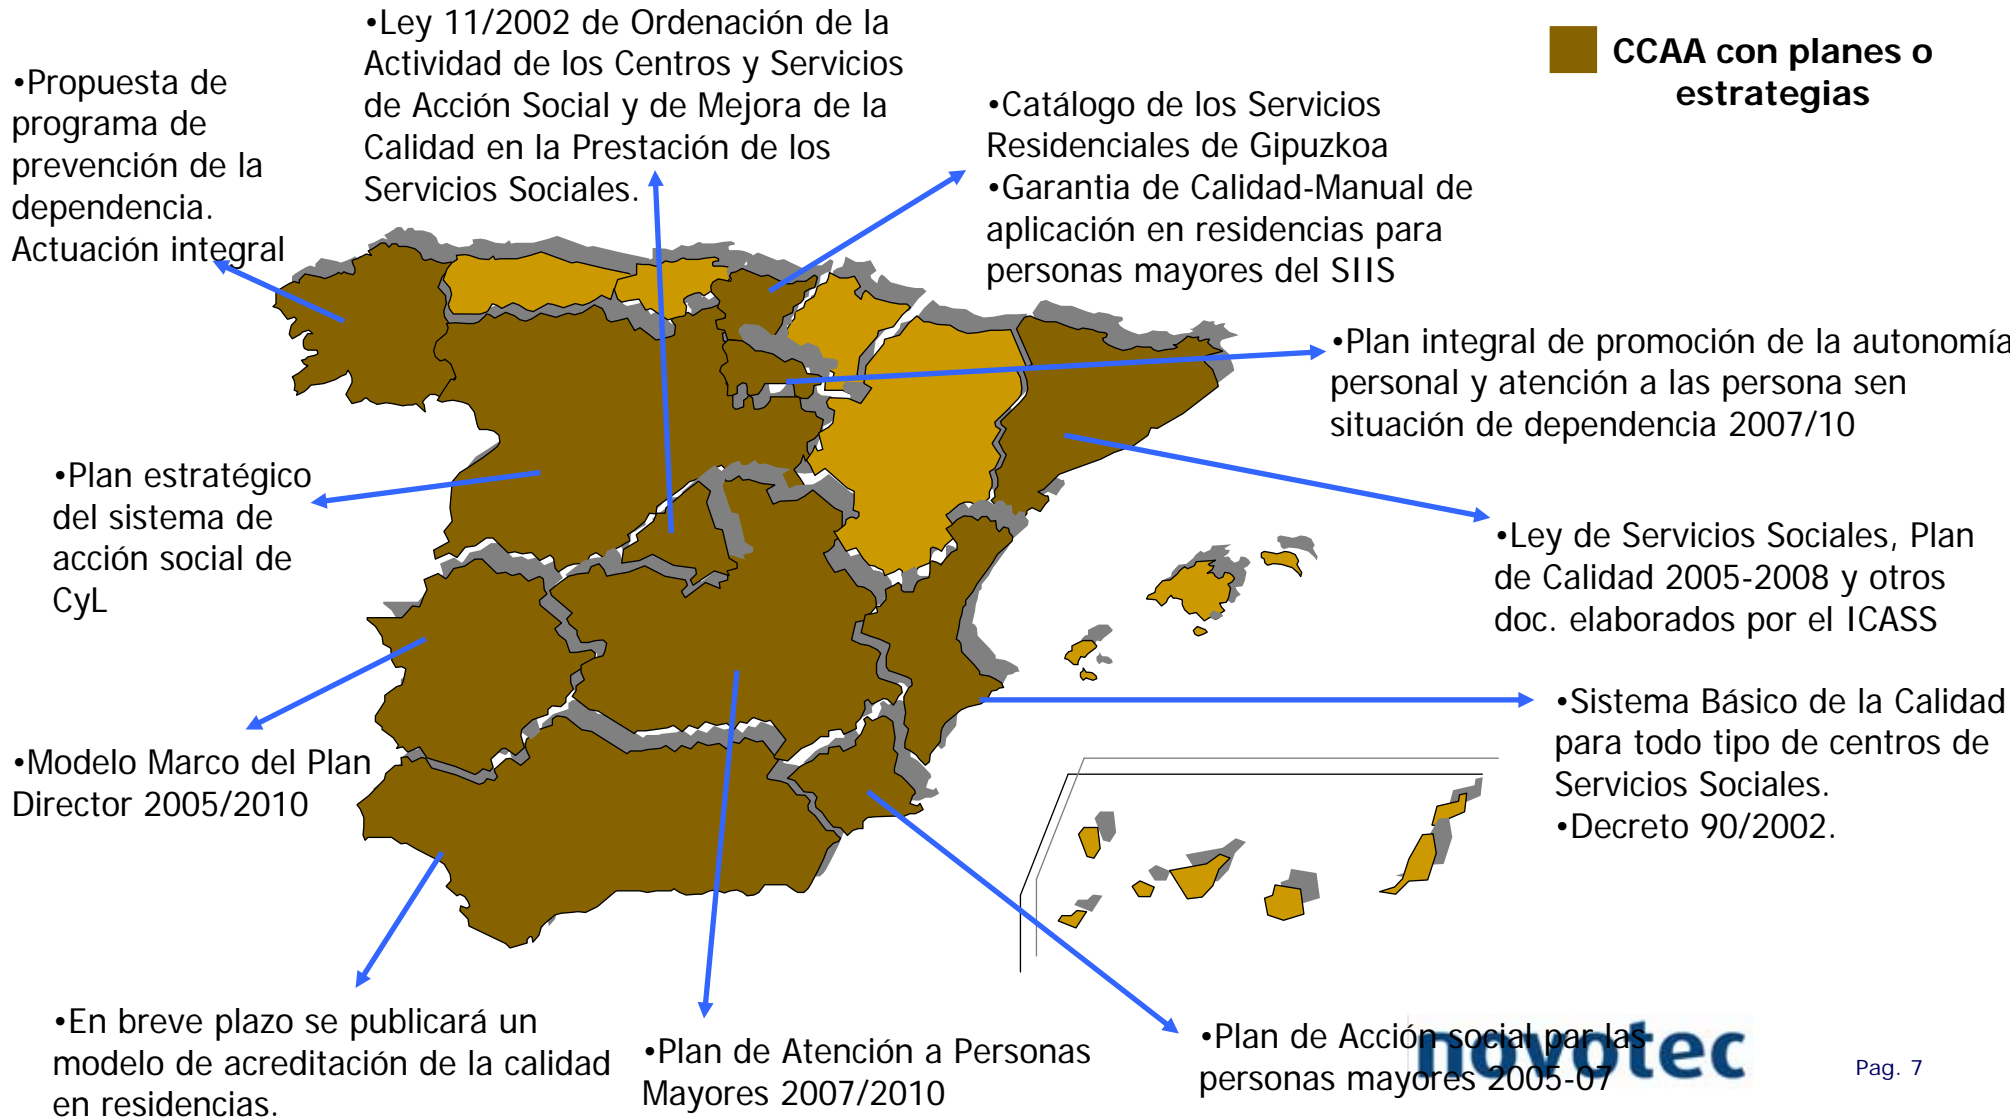 •Ley 11/2002 de Ordenación de la
Actividad de los Centros y Servicios
de Acción Social y de Mejora de la
Calidad en la Prestación de los
Servicios Sociales.
CCAA con planes o
estrategias
•Propuesta de
programa de
prevención de la
dependencia.
Actuación integral
•Catálogo de los Servicios
Residenciales de Gipuzkoa
•Garantia de Calidad-Manual de
aplicación en residencias para
personas mayores del SIIS
•Plan integral de promoción de la autonomía
personal y atención a las persona sen
situación de dependencia 2007/10
•Plan estratégico
del sistema de
acción social de
CyL
•Ley de Servicios Sociales, Plan
de Calidad 2005-2008 y otros
doc. elaborados por el ICASS
•Modelo Marco del Plan
Director 2005/2010
•Sistema Básico de la Calidad
para todo tipo de centros de
Servicios Sociales.
•Decreto 90/2002.
•En breve plazo se publicará un
modelo de acreditación de la calidad
en residencias.
•Plan de Atención a Personas
Mayores 2007/2010
•Plan de Acción social par las
personas mayores 2005-07
novotec
Pag. 7